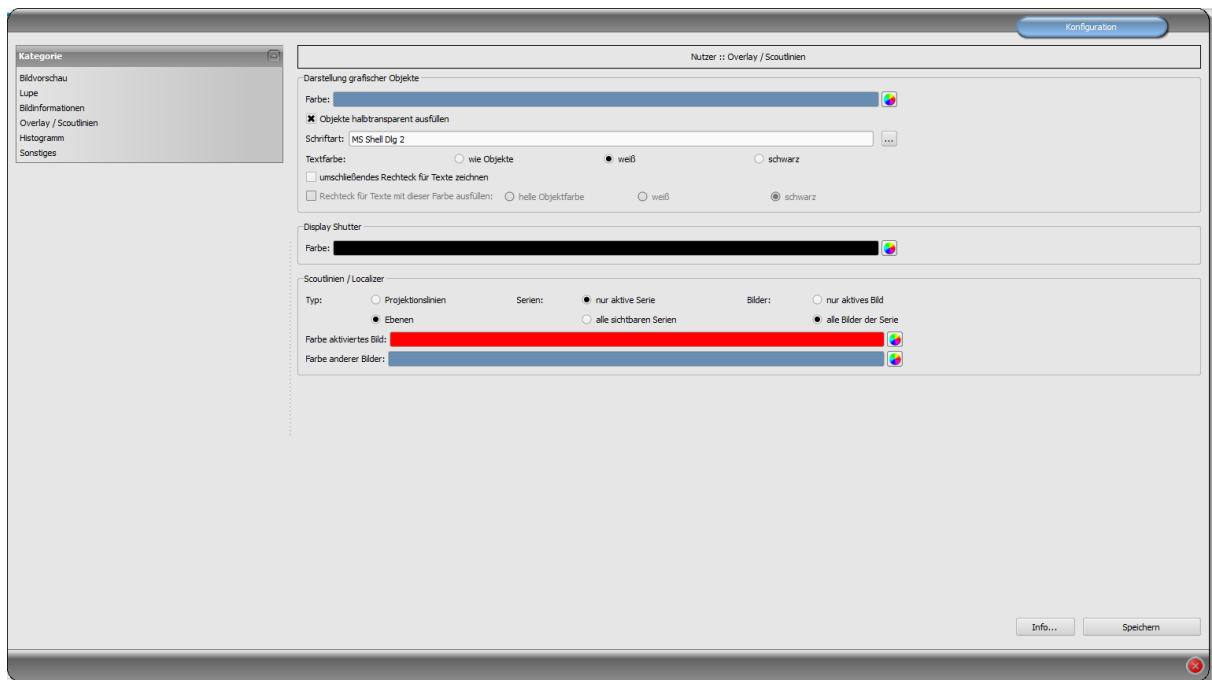 Konfiguration
Kategorie
Bildvorschau
Lupe
Bildinformationen
Overlay / Scoutlinien
Histogramm
Sonstiges
Nutzer :: Overlay / Scoutlinien
Darstellung grafischer Objekte
Farbe:
Objekte halbtransparent ausfüllen
Schriftart: MS Shell Dlg 2 ...
Textfarbe: wie Objekte weiß schwarz
umschließendes Rechteck für Texte zeichnen
Rechteck für Texte mit dieser Farbe ausfüllen: helle Objektfarbe weiß schwarz
Display Shutter
Farbe:
Scoutlinien / Localizer
Typ: Projektionslinien Serien: nur aktive Serie Bilder: nur aktives Bild
Ebenen alle sichtbaren Serien alle Bilder der Serie
Farbe aktiviertes Bild:
Farbe anderer Bilder:
Info... Speichern